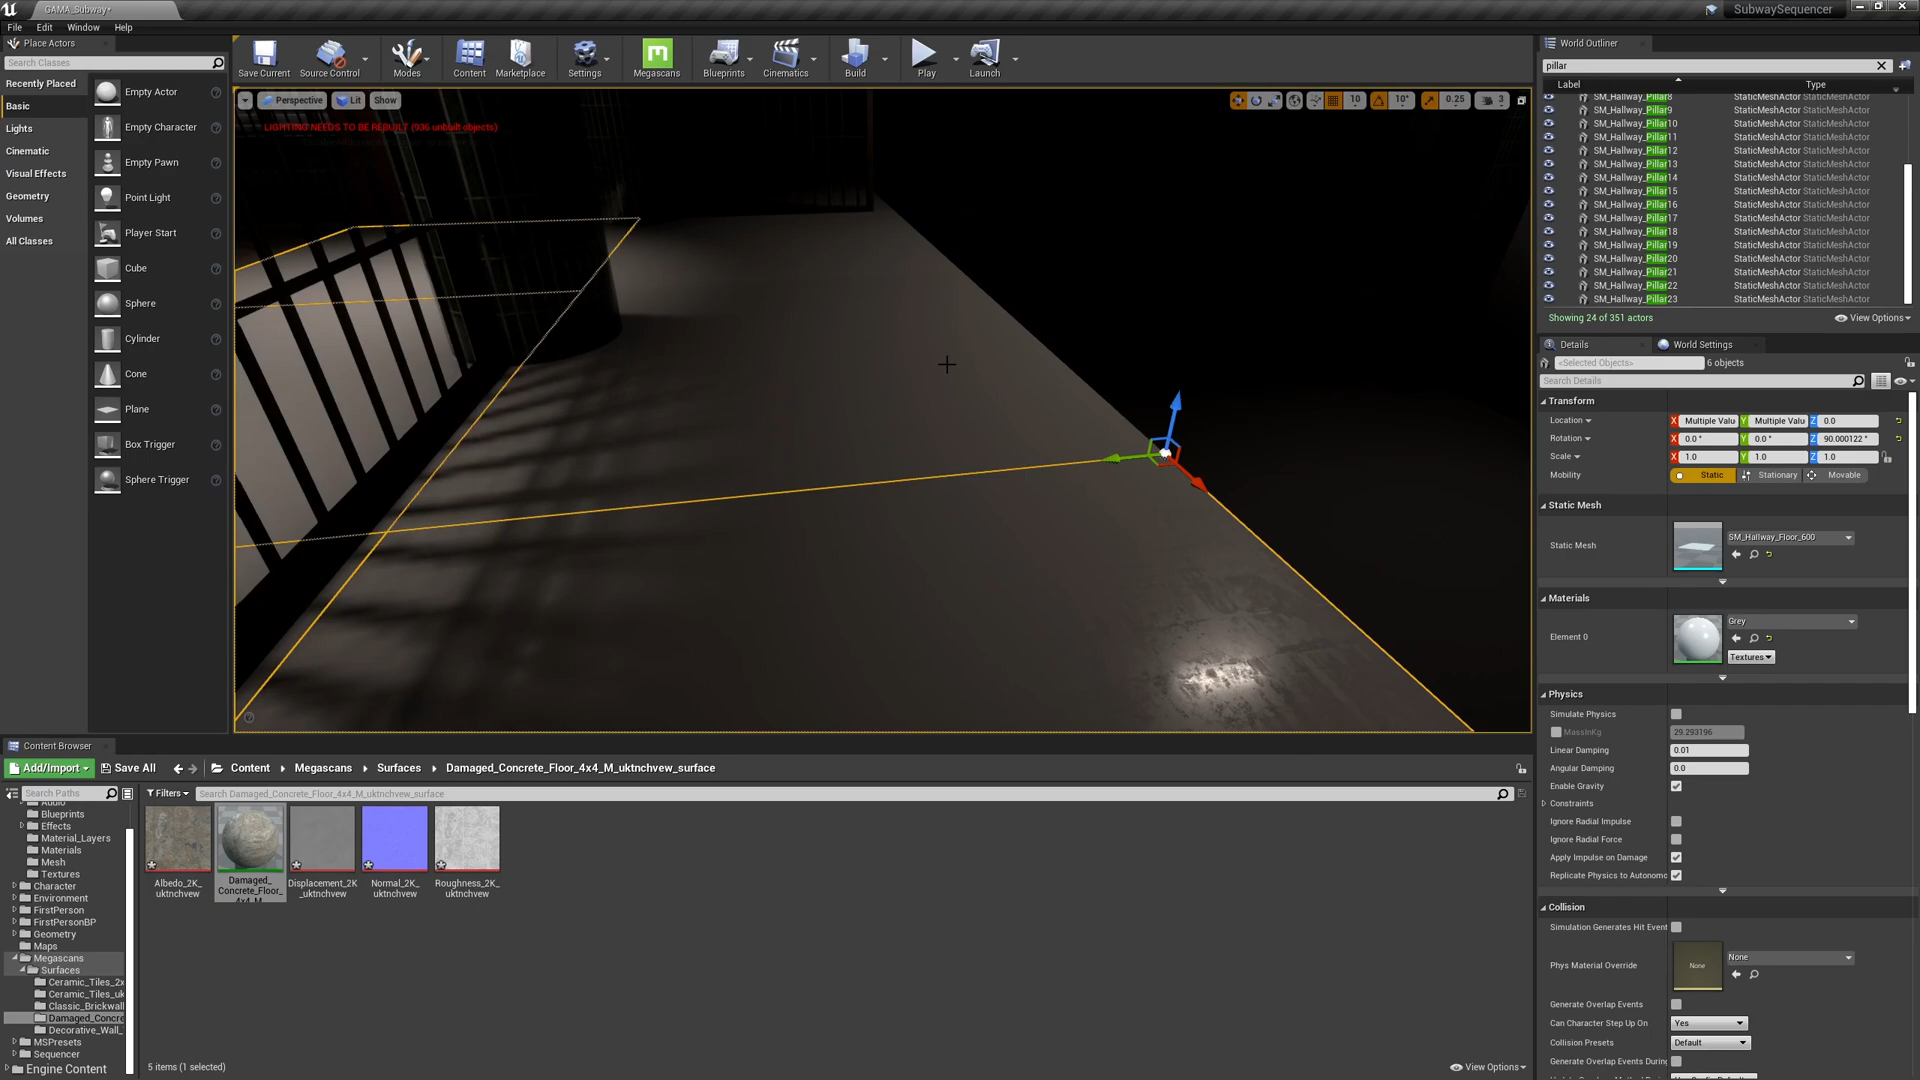 GAMA_Subway*
SubwaySequencer
File Edit Window Help
Place Actors
Search Classes
Recently Placed
Basic
Lights
Cinematic
Visual Effects
Geometry
Volumes
All Classes
Empty Actor
Empty Character
Empty Pawn
Point Light
Player Start
Cube
Sphere
Cylinder
Cone
Plane
Box Trigger
Sphere Trigger
Save Current Source Control Modes Content Marketplace Settings Megascans Blueprints Cinematics Build Play Launch
Perspective Lit Show
10 10° 0.25 3
LIGHTING NEEDS TO BE REBUILT (936 unbuilt objects)
World Outliner
pillar
Label Type
SM_Hallway_Pillar8 StaticMeshActor StaticMeshActor
SM_Hallway_Pillar9 StaticMeshActor StaticMeshActor
SM_Hallway_Pillar10 StaticMeshActor StaticMeshActor
SM_Hallway_Pillar11 StaticMeshActor StaticMeshActor
SM_Hallway_Pillar12 StaticMeshActor StaticMeshActor
SM_Hallway_Pillar13 StaticMeshActor StaticMeshActor
SM_Hallway_Pillar14 StaticMeshActor StaticMeshActor
SM_Hallway_Pillar15 StaticMeshActor StaticMeshActor
SM_Hallway_Pillar16 StaticMeshActor StaticMeshActor
SM_Hallway_Pillar17 StaticMeshActor StaticMeshActor
SM_Hallway_Pillar18 StaticMeshActor StaticMeshActor
SM_Hallway_Pillar19 StaticMeshActor StaticMeshActor
SM_Hallway_Pillar20 StaticMeshActor StaticMeshActor
SM_Hallway_Pillar21 StaticMeshActor StaticMeshActor
SM_Hallway_Pillar22 StaticMeshActor StaticMeshActor
SM_Hallway_Pillar23 StaticMeshActor StaticMeshActor
Showing 24 of 351 actors View Options
Details World Settings
<Selected Objects> 6 objects
Search Details
Transform
Location X Multiple Valu Y Multiple Valu Z 0.0
Rotation X 0.0 ° Y 0.0 ° Z 90.000122 °
Scale X 1.0 Y 1.0 Z 1.0
Mobility Static Stationary Movable
Static Mesh
Static Mesh SM_Hallway_Floor_600
Materials
Element 0 Grey
Textures
Physics
Simulate Physics
MassInKg 29.293196
Linear Damping 0.01
Angular Damping 0.0
Enable Gravity
Constraints
Ignore Radial Impulse
Ignore Radial Force
Apply Impulse on Damage
Replicate Physics to Autonomo
Collision
Simulation Generates Hit Event
Phys Material Override None None
Generate Overlap Events
Can Character Step Up On Yes
Collision Presets Default
Generate Overlap Events During
Content Browser
Add/Import Save All Content Megascans Surfaces Damaged_Concrete_Floor_4x4_M_uktnchvew_surface
Search Paths
Filters Search Damaged_Concrete_Floor_4x4_M_uktnchvew_surface
Audio
Blueprints
Effects
Material_Layers
Materials
Mesh
Textures
Character
Environment
FirstPerson
FirstPersonBP
Geometry
Maps
Megascans
Surfaces
Ceramic_Tiles_2x
Ceramic_Tiles_uk
Classic_Brickwall
Damaged_Concre
Decorative_Wall_
MSPresets
Sequencer
Engine Content
Albedo_2K_
uktnchvew
Damaged_
Concrete_Floor_
4x4_M
Displacement_2K
_uktnchvew
Normal_2K_
uktnchvew
Roughness_2K_
uktnchvew
5 items (1 selected) View Options